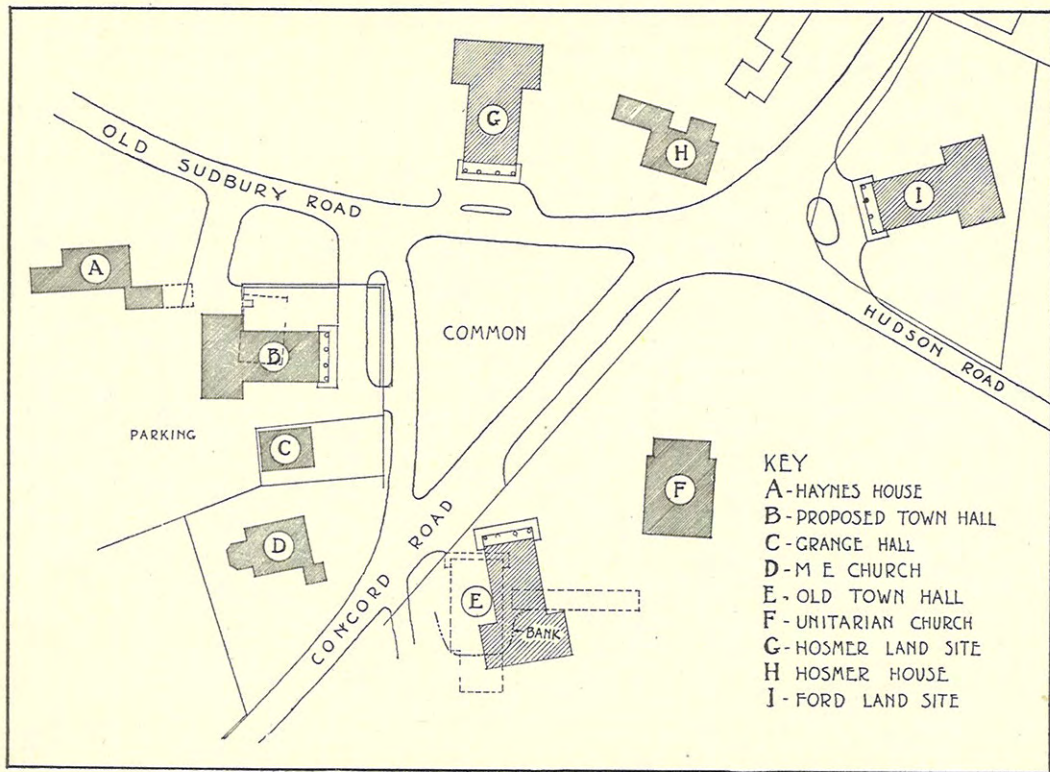 G
H
I
OLD SUDBURY ROAD
A
COMMON
HUDSON ROAD
B
PARKING
C
F
D
CONCORD ROAD
E
BANK
KEY
A-HAYNES HOUSE
B-PROPOSED TOWN HALL
C-GRANGE HALL
D-M E CHURCH
E-OLD TOWN HALL
F-UNITARIAN CHURCH
G-HOSMER LAND SITE
H HOSMER HOUSE
I-FORD LAND SITE